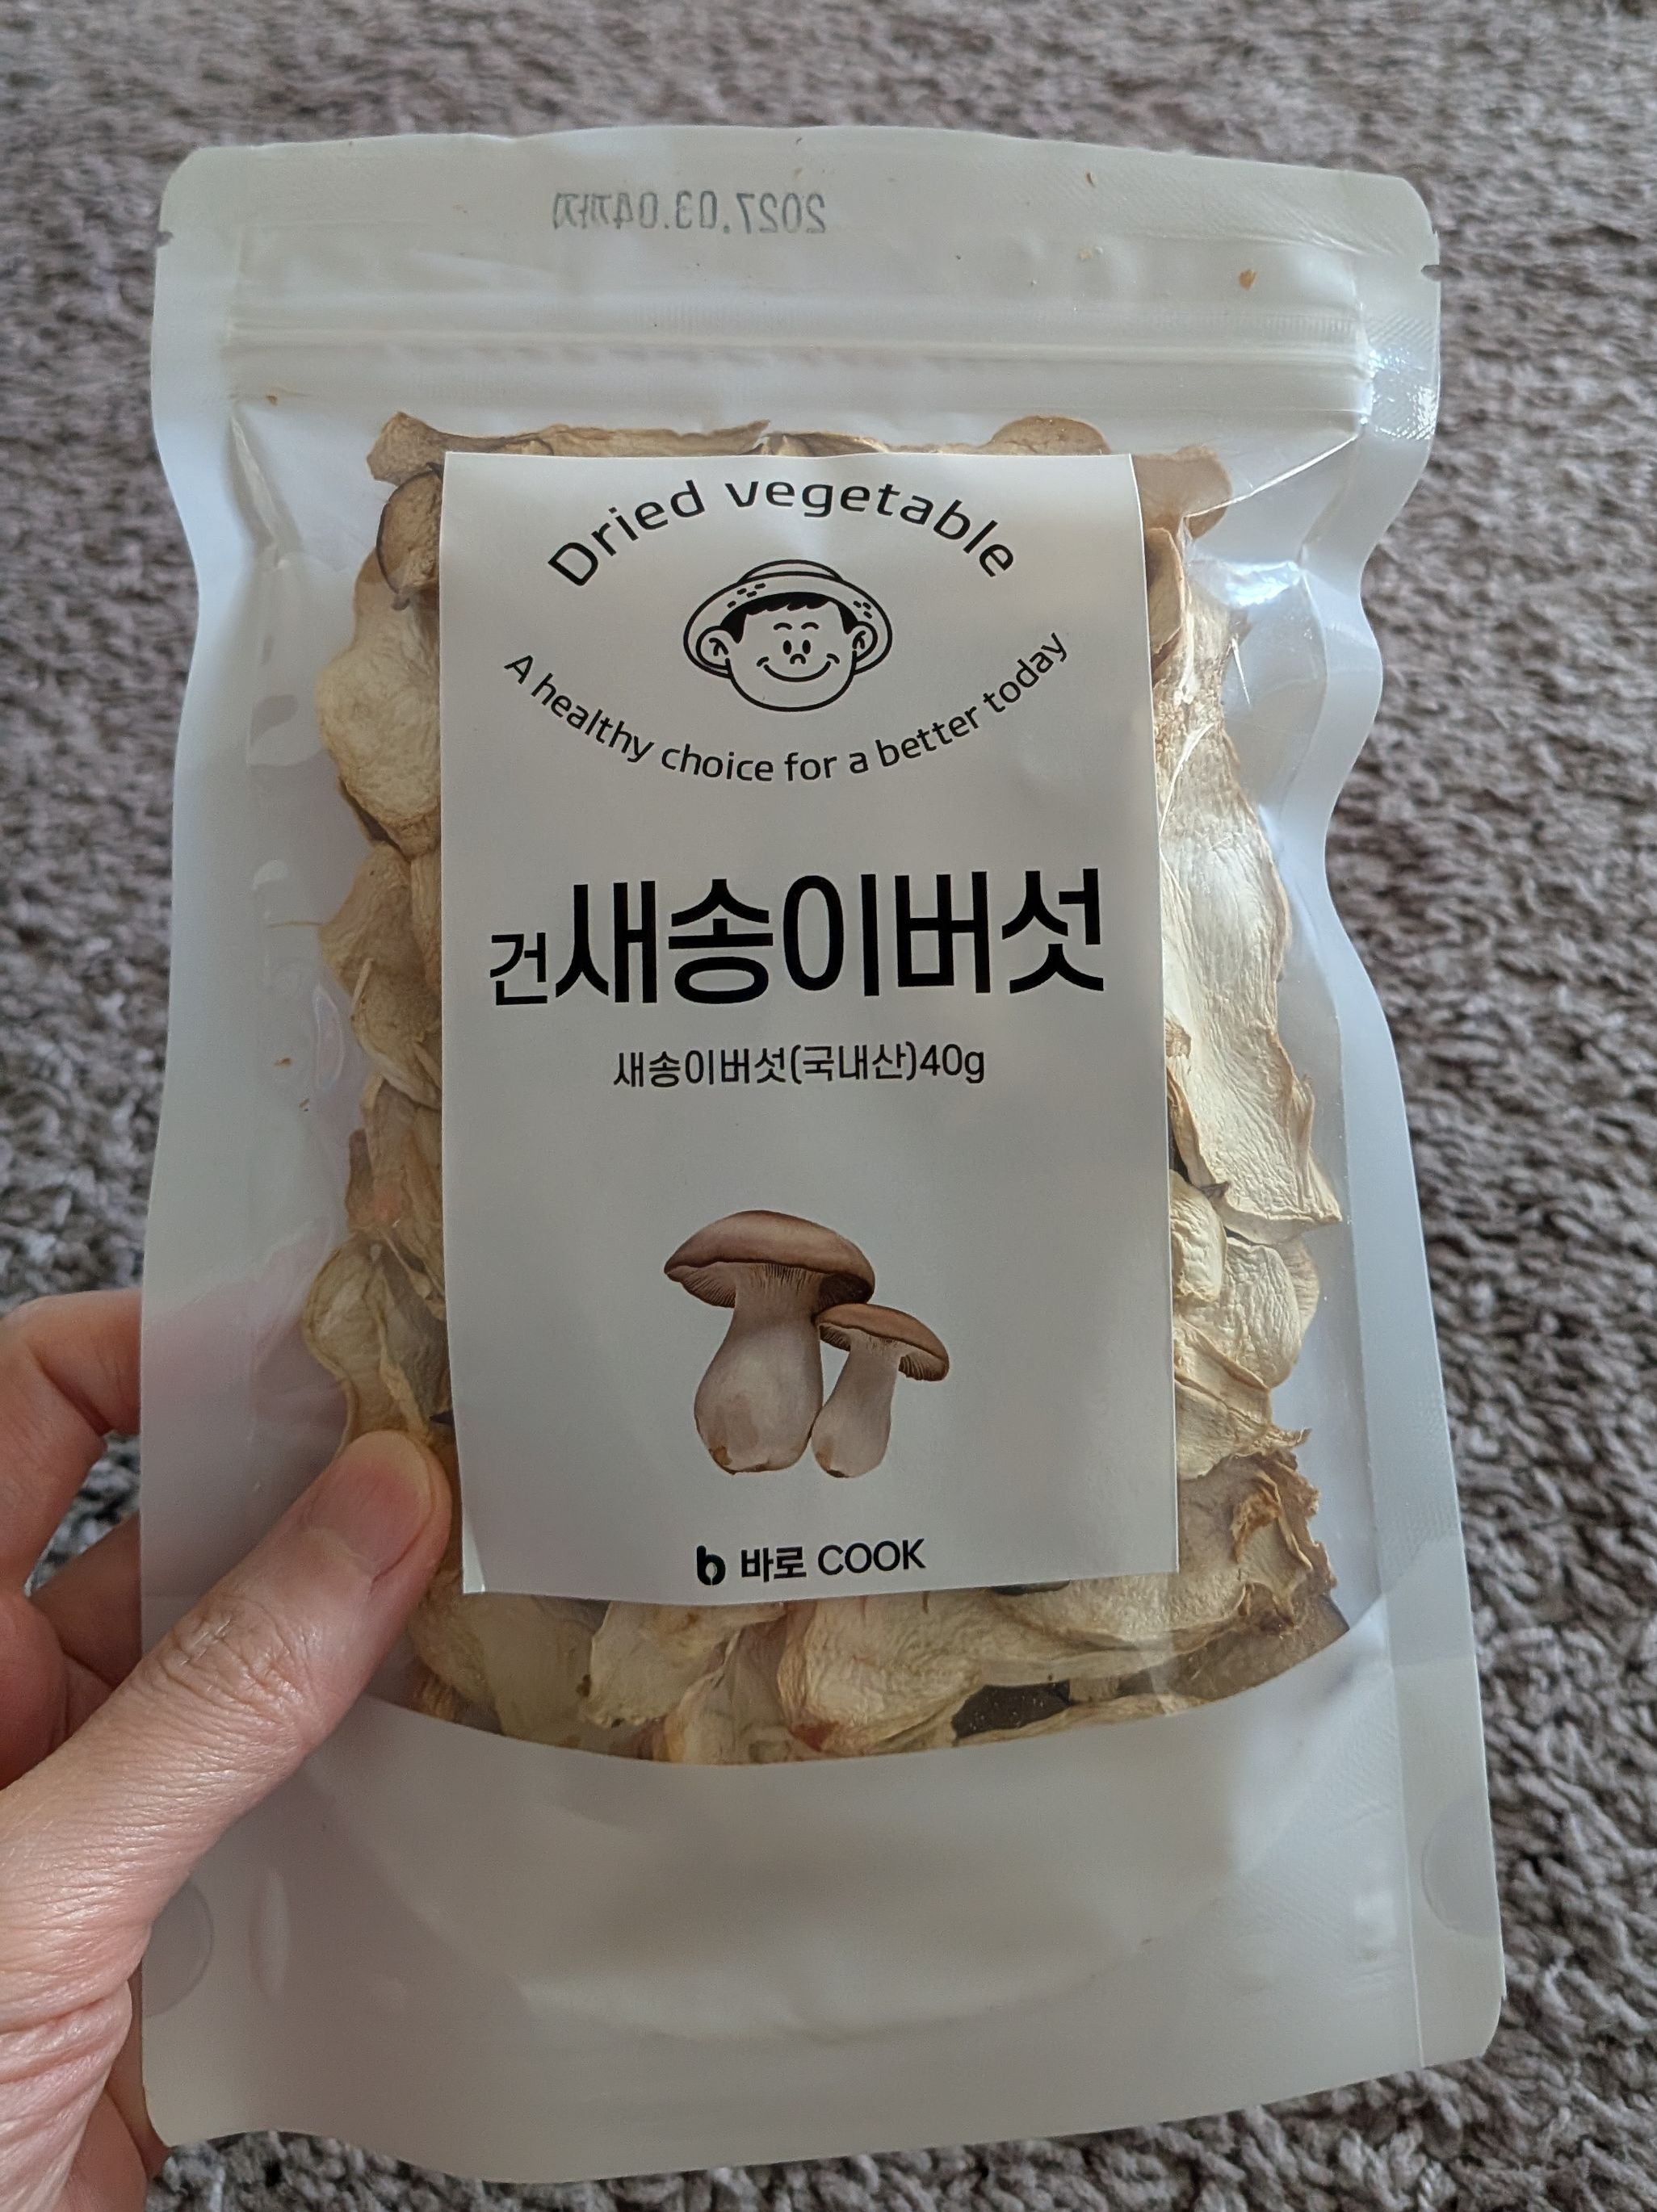 2027.03.04까지
Dried vegetable
A healthy choice for a better today
건새송이버섯
새송이버섯(국내산)40g
b 바로 COOK